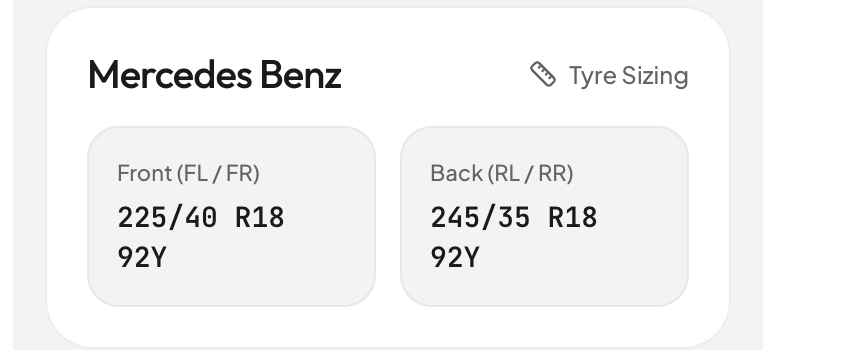 Mercedes Benz
Tyre Sizing
Front (FL / FR)
225/40 R18
92Y
Back (RL / RR)
245/35 R18
92Y